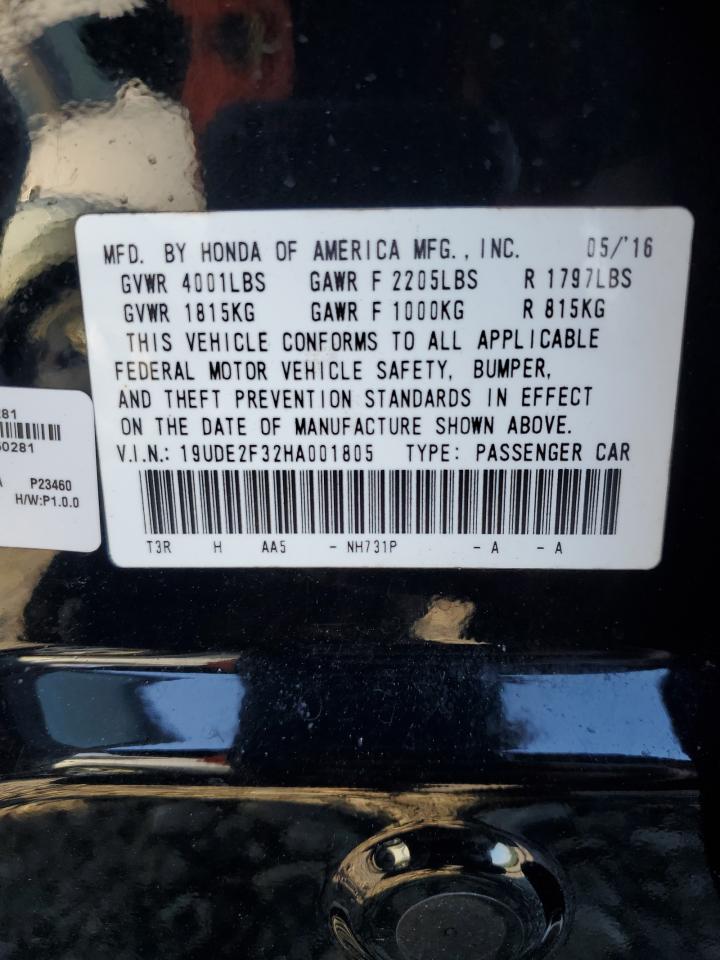 MFD. BY HONDA OF AMERICA MFG., INC. 05/'16
GVWR 4001LBS GAWR F 2205LBS R 1797LBS
GVWR 1815KG GAWR F 1000KG R 815KG
THIS VEHICLE CONFORMS TO ALL APPLICABLE
FEDERAL MOTOR VEHICLE SAFETY, BUMPER,
AND THEFT PREVENTION STANDARDS IN EFFECT
ON THE DATE OF MANUFACTURE SHOWN ABOVE.
V.I.N.: 19UDE2F32HA001805 TYPE: PASSENGER CAR
T3R H AA5 - NH731P - A - A
281
0281
A P23460
H/W:P1.0.0